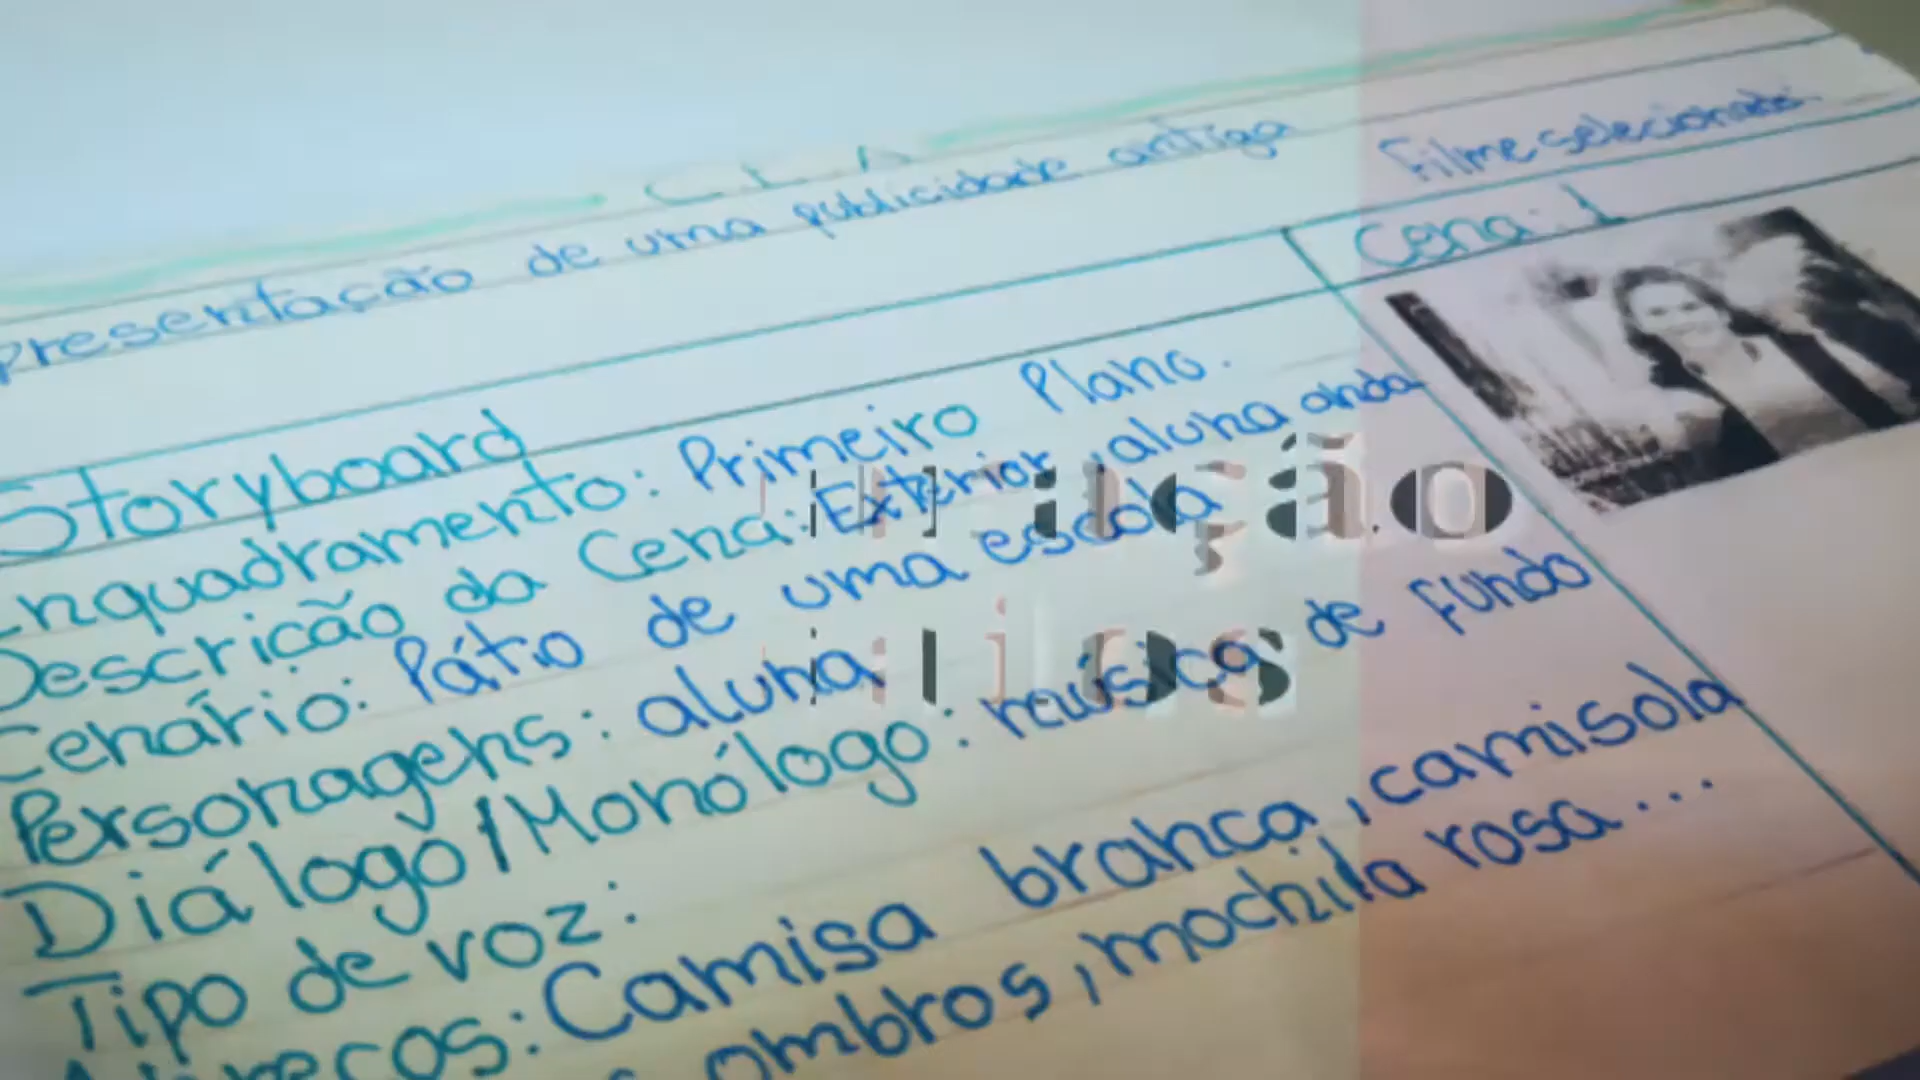 C L A
Apresentação de uma publicidade antiga
Filme selecionado:
Cena: 1
Storyboard
Enquadramento: Primeiro Plano.
Descrição da Cena: Exterior, aluna anda
Cenário: Pátio de uma escola
Personagens: aluna
Diálogo/Monólogo: música de fundo
Tipo de voz:
Adereços: Camisa branca, camisola
ombros, mochila rosa...